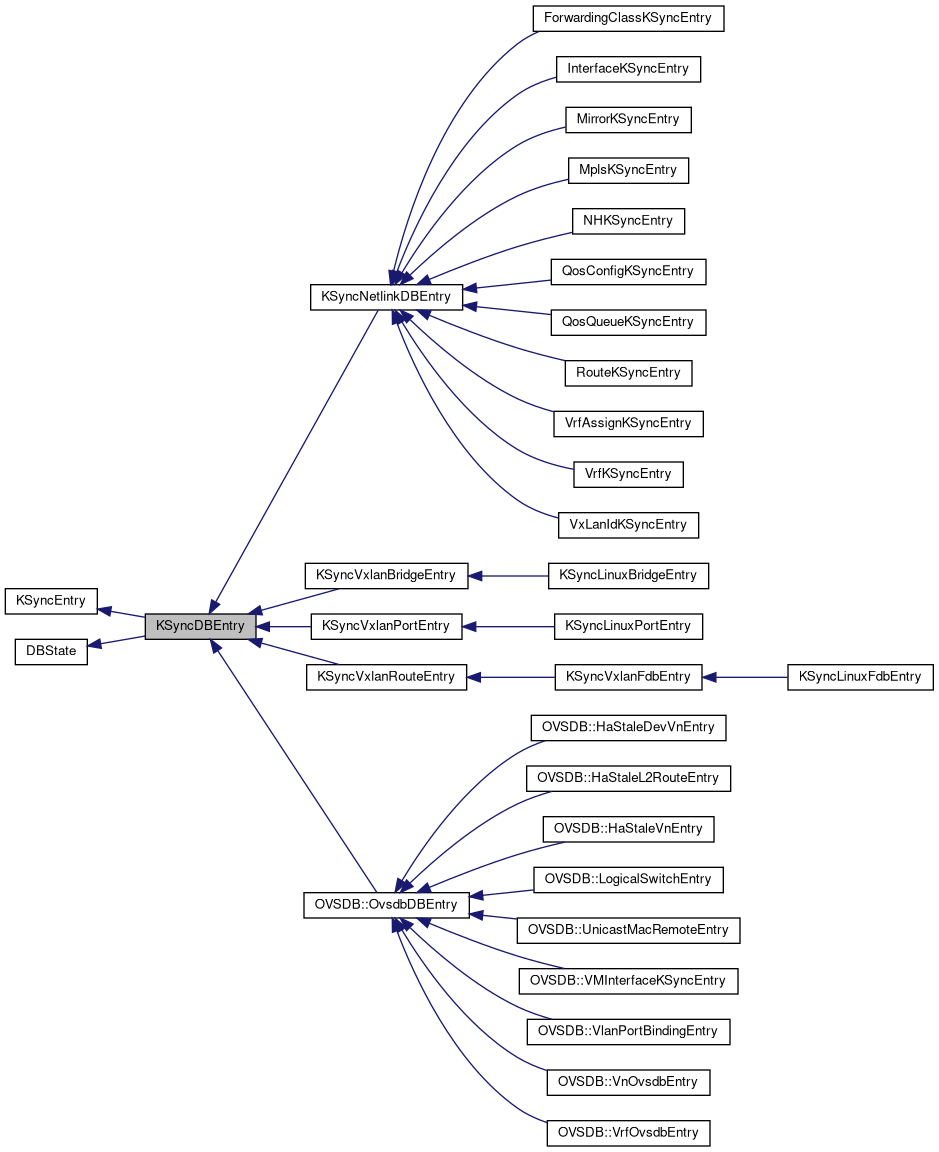 ForwardingClassKSyncEntry
InterfaceKSyncEntry
MirrorKSyncEntry
MplsKSyncEntry
NHKSyncEntry
QosConfigKSyncEntry
KSyncNetlinkDBEntry
QosQueueKSyncEntry
RouteKSyncEntry
VrfAssignKSyncEntry
VrfKSyncEntry
VxLanIdKSyncEntry
KSyncVxlanBridgeEntry
KSyncLinuxBridgeEntry
KSyncEntry
KSyncDBEntry
KSyncVxlanPortEntry
KSyncLinuxPortEntry
DBState
KSyncVxlanRouteEntry
KSyncVxlanFdbEntry
KSyncLinuxFdbEntry
OVSDB::HaStaleDevVnEntry
OVSDB::HaStaleL2RouteEntry
OVSDB::HaStaleVnEntry
OVSDB::LogicalSwitchEntry
OVSDB::OvsdbDBEntry
OVSDB::UnicastMacRemoteEntry
OVSDB::VMInterfaceKSyncEntry
OVSDB::VlanPortBindingEntry
OVSDB::VnOvsdbEntry
OVSDB::VrfOvsdbEntry